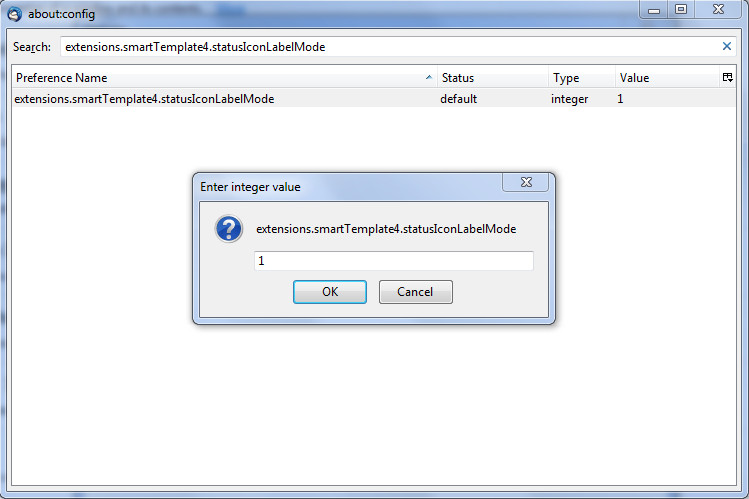 about:config
Search: extensions.smartTemplate4.statusIconLabelMode
Preference Name Status Type Value
extensions.smartTemplate4.statusIconLabelMode default integer 1
Enter integer value
extensions.smartTemplate4.statusIconLabelMode
1
OK Cancel